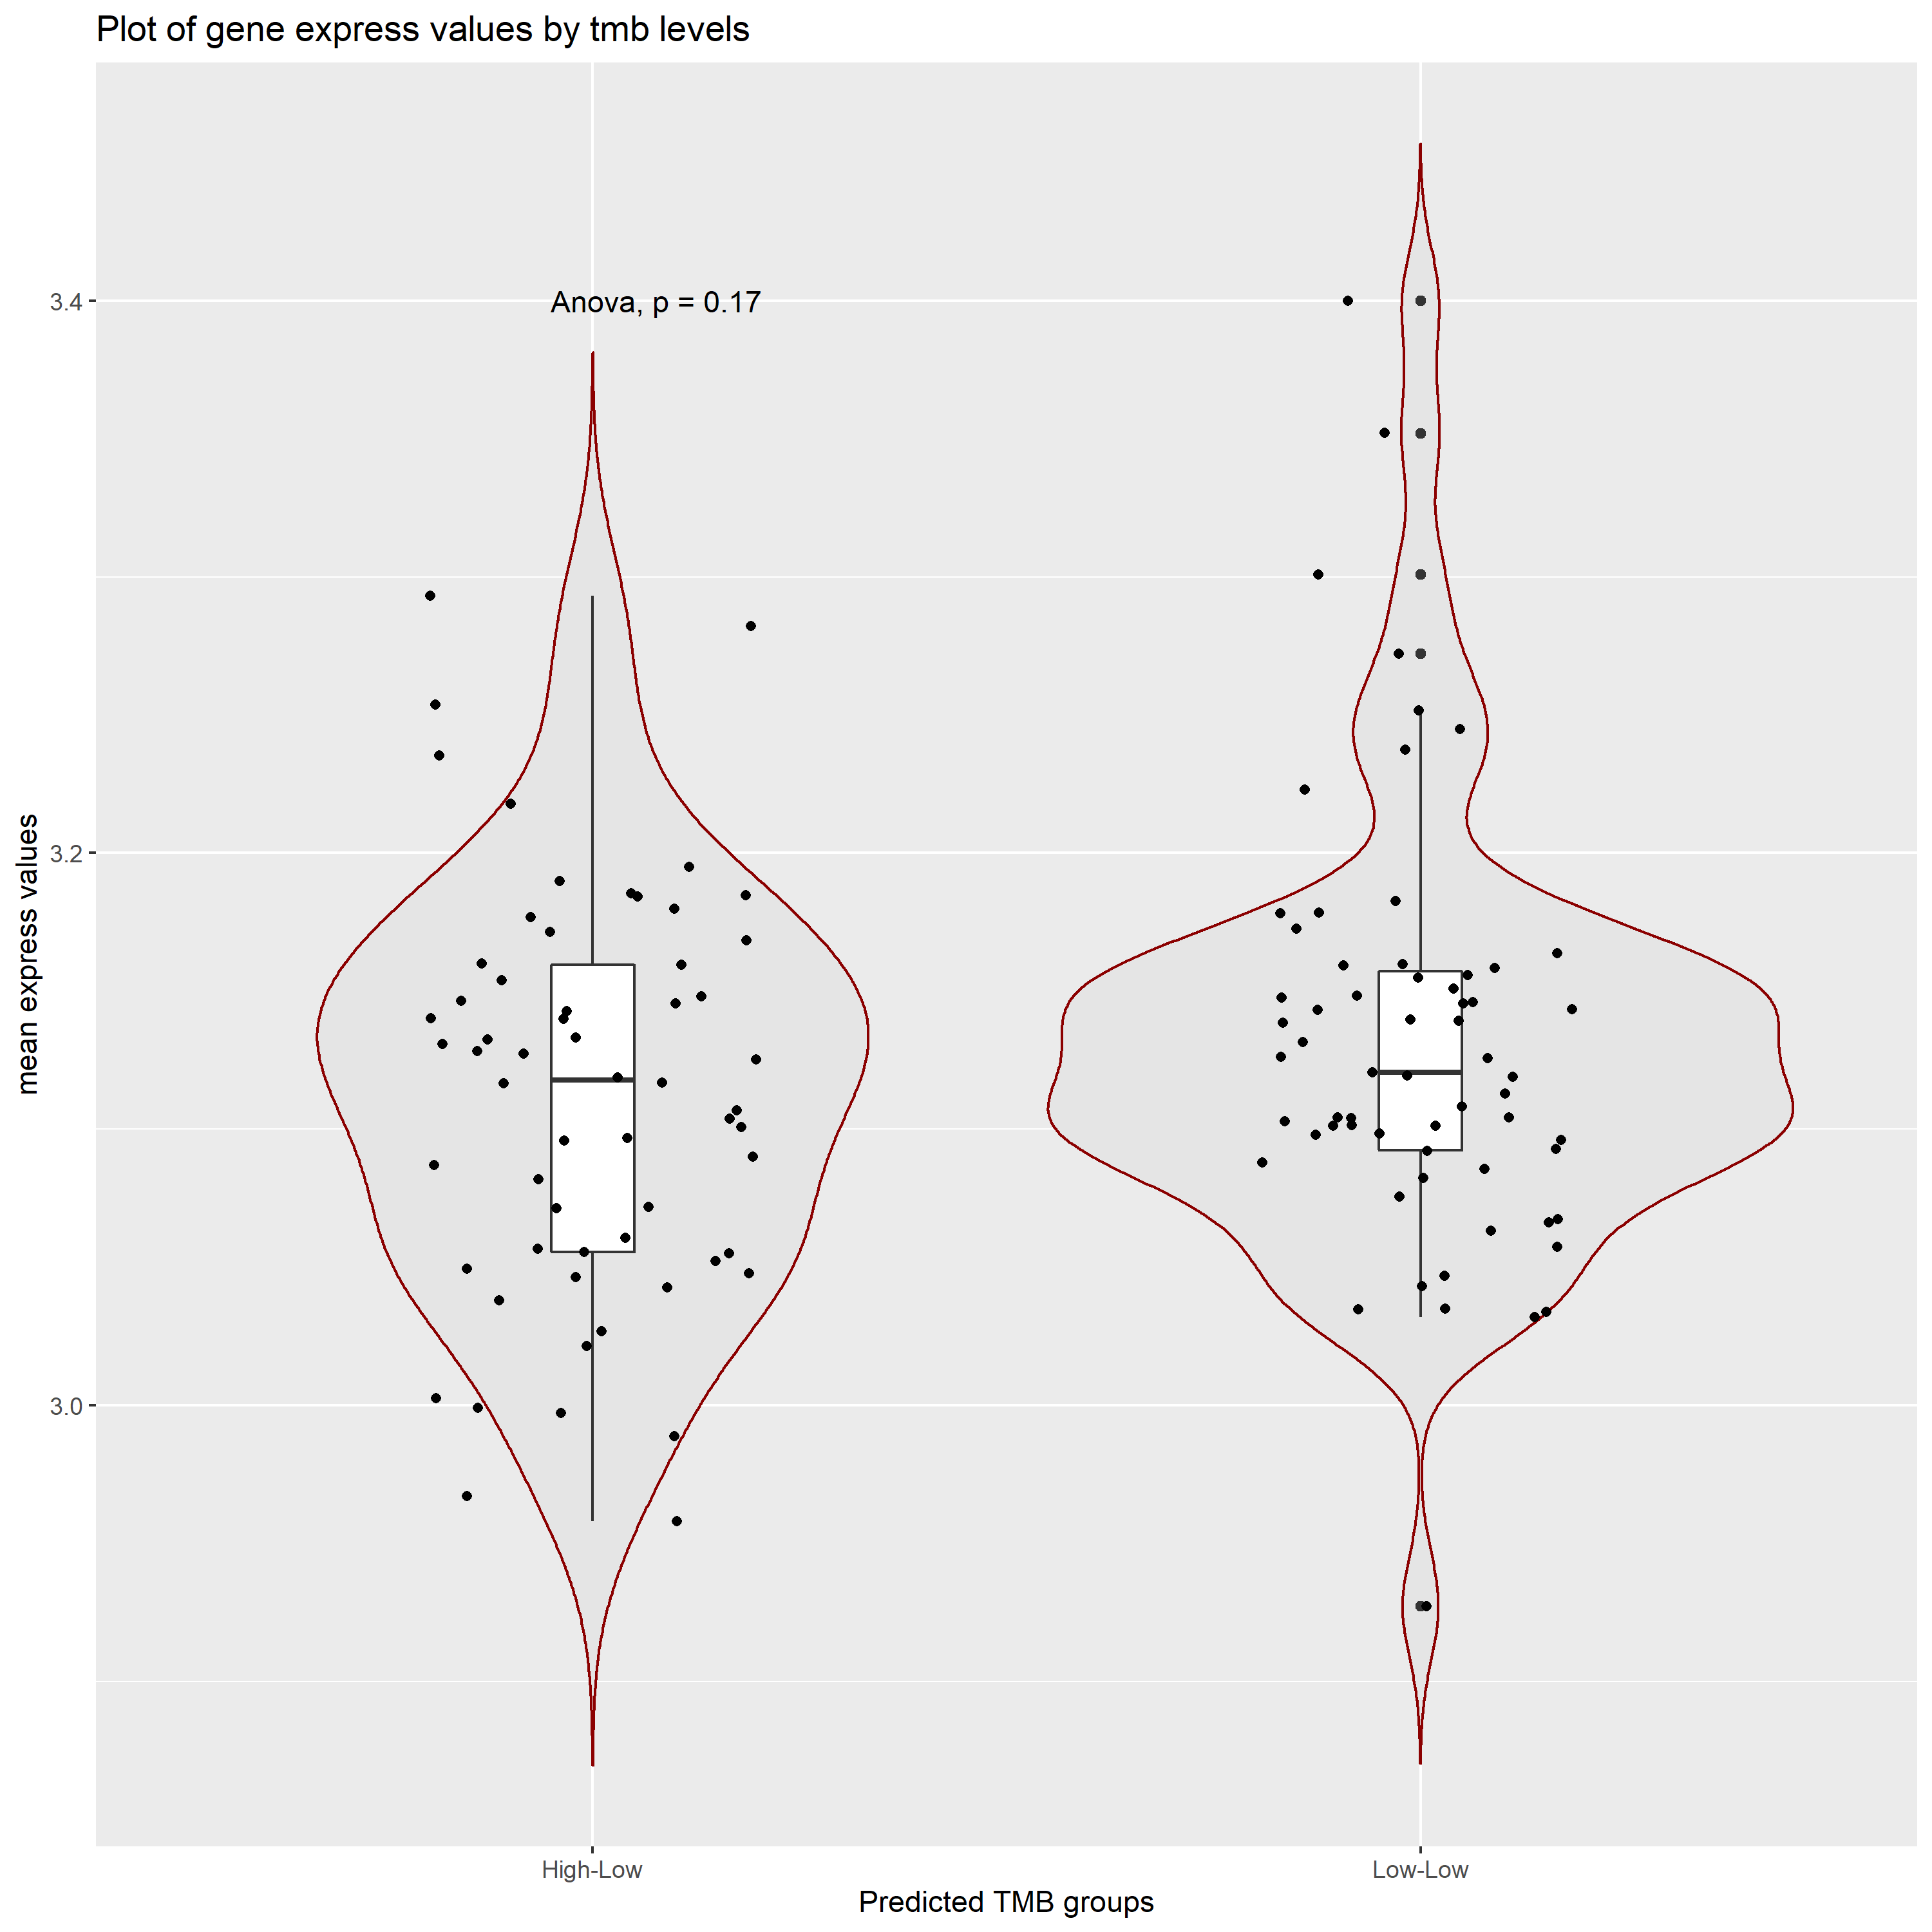 Plot of gene express values by tmb levels
Anova, p = 0.17
mean express values
3.4
3.2
3.0
High-Low
Low-Low
Predicted TMB groups